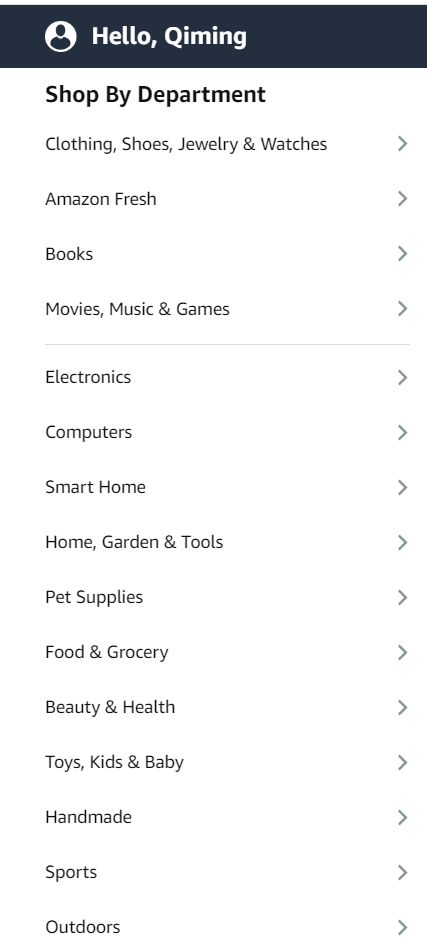 Hello, Qiming
Shop By Department
Clothing, Shoes, Jewelry & Watches
Amazon Fresh
Books
Movies, Music & Games
Electronics
Computers
Smart Home
Home, Garden & Tools
Pet Supplies
Food & Grocery
Beauty & Health
Toys, Kids & Baby
Handmade
Sports
Outdoors